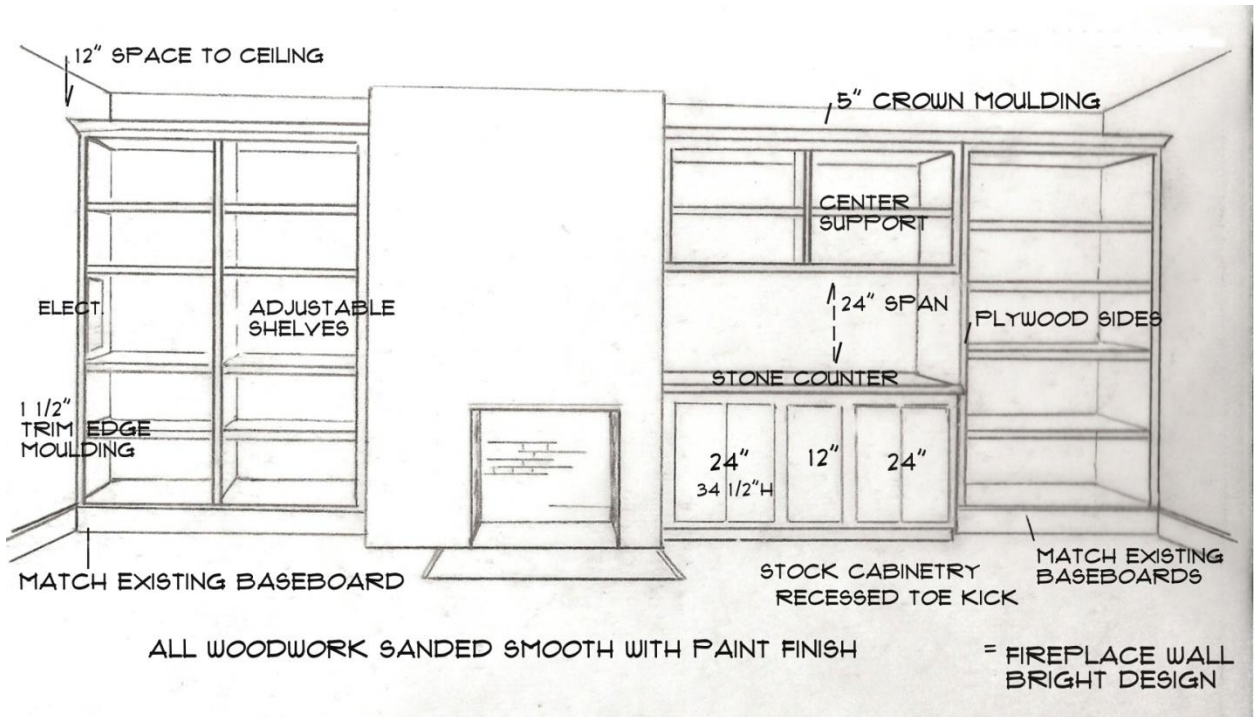 12" SPACE TO CEILING
5" CROWN MOULDING
CENTER
SUPPORT
ELECT.
ADJUSTABLE
SHELVES
24" SPAN
PLYWOOD SIDES
STONE COUNTER
1 1/2"
TRIM EDGE
MOULDING
24"
34 1/2"H
12"
24"
MATCH EXISTING BASEBOARD
STOCK CABINETRY
RECESSED TOE KICK
MATCH EXISTING
BASEBOARDS
ALL WOODWORK SANDED SMOOTH WITH PAINT FINISH
= FIREPLACE WALL
BRIGHT DESIGN